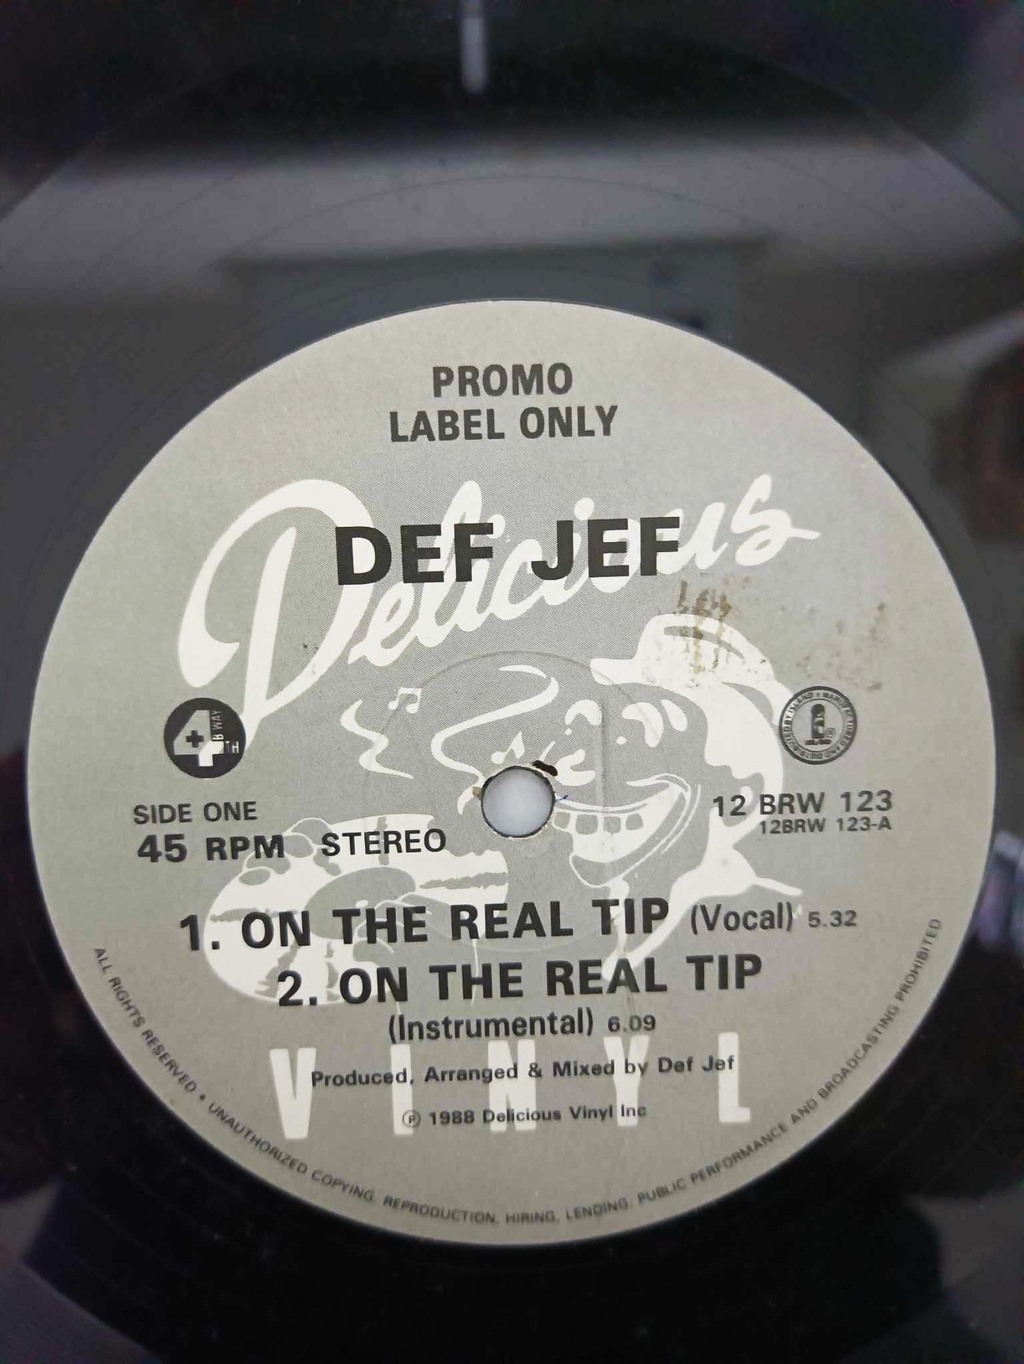 PROMO
LABEL ONLY
Delicious
DEF JEF
4TH
+
B'WAY
SIDE ONE
45 RPM STEREO
12 BRW 123
12BRW 123-A
1. ON THE REAL TIP (Vocal) 5.32
2. ON THE REAL TIP
(Instrumental) 6.09
VINYL
Produced, Arranged & Mixed by Def Jef
℗ 1988 Delicious Vinyl Inc
ALL RIGHTS RESERVED • UNAUTHORIZED COPYING, REPRODUCTION, HIRING, LENDING, PUBLIC PERFORMANCE AND BROADCASTING PROHIBITED